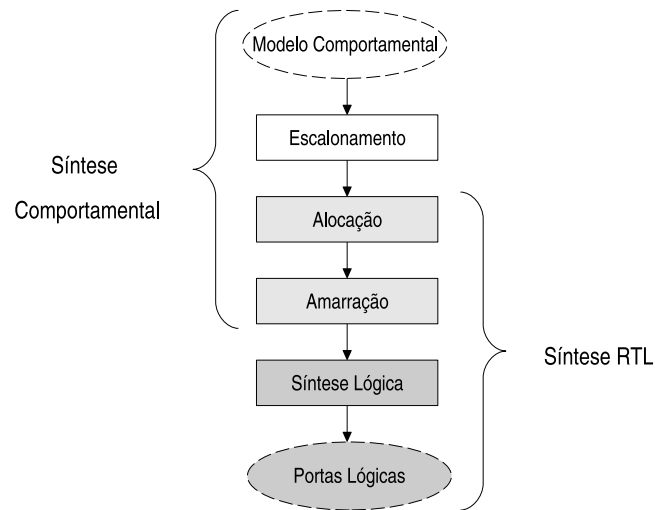 Modelo Comportamental
Escalonamento
Síntese
Comportamental
Alocação
Amarração
Síntese RTL
Síntese Lógica
Portas Lógicas